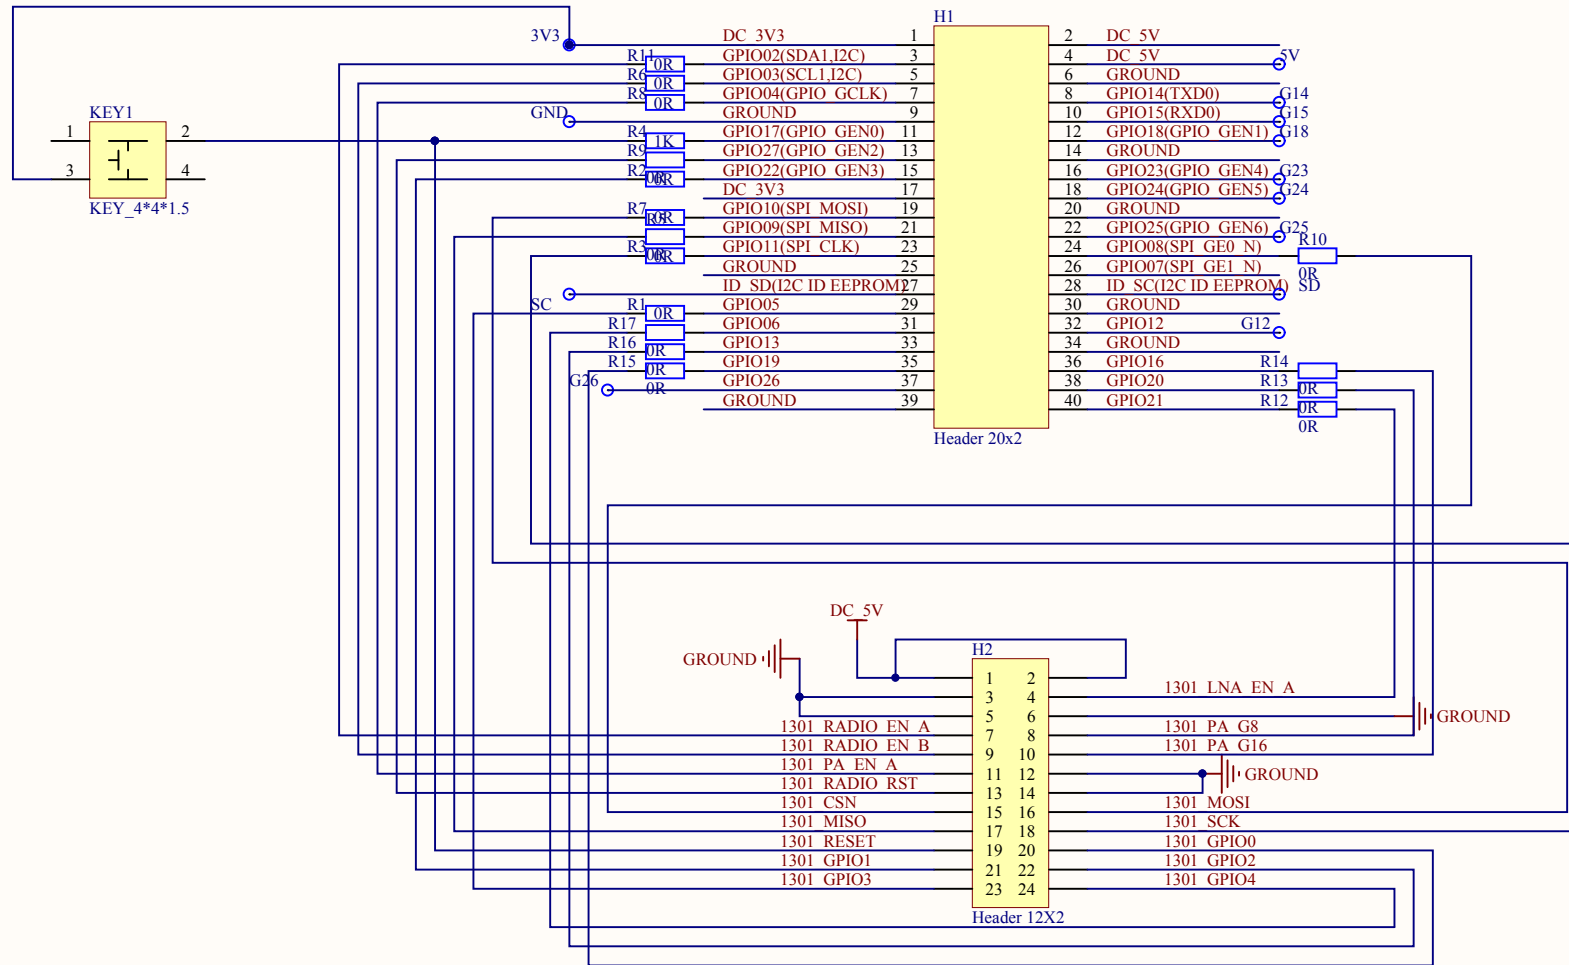 H1
3V3 DC_3V3 1 2 DC_5V
R11 0R GPIO02(SDA1,I2C) 3 4 DC_5V 5V
R6 0R GPIO03(SCL1,I2C) 5 6 GROUND
R8 0R GPIO04(GPIO_GCLK) 7 8 GPIO14(TXD0) G14
KEY1 GND GROUND 9 10 GPIO15(RXD0) G15
1 2 R4 1K GPIO17(GPIO_GEN0) 11 12 GPIO18(GPIO_GEN1) G18
R9 GPIO27(GPIO_GEN2) 13 14 GROUND
3 4 R2 0R 0R GPIO22(GPIO_GEN3) 15 16 GPIO23(GPIO_GEN4) G23
DC_3V3 17 18 GPIO24(GPIO_GEN5) G24
KEY_4*4*1.5 R7 0R GPIO10(SPI_MOSI) 19 20 GROUND
R5 GPIO09(SPI_MISO) 21 22 GPIO25(GPIO_GEN6) G25
R3 0R 0R GPIO11(SPI_CLK) 23 24 GPIO08(SPI_GE0_N) R10
GROUND 25 26 GPIO07(SPI_GE1_N) 0R
ID_SD(I2C ID EEPROM) 27 28 ID_SC(I2C ID EEPROM) SD
SC R1 0R GPIO05 29 30 GROUND
R17 GPIO06 31 32 GPIO12 G12
R16 0R GPIO13 33 34 GROUND
R15 0R GPIO19 35 36 GPIO16 R14
G26 0R GPIO26 37 38 GPIO20 R13 0R
GROUND 39 40 GPIO21 R12 0R
0R
Header 20x2
DC_5V
H2
GROUND
1 2
3 4 1301_LNA_EN_A
5 6 GROUND
1301_RADIO_EN_A 7 8 1301_PA_G8
1301_RADIO_EN_B 9 10 1301_PA_G16
1301_PA_EN_A 11 12 GROUND
1301_RADIO_RST 13 14
1301_CSN 15 16 1301_MOSI
1301_MISO 17 18 1301_SCK
1301_RESET 19 20 1301_GPIO0
1301_GPIO1 21 22 1301_GPIO2
1301_GPIO3 23 24 1301_GPIO4
Header 12X2